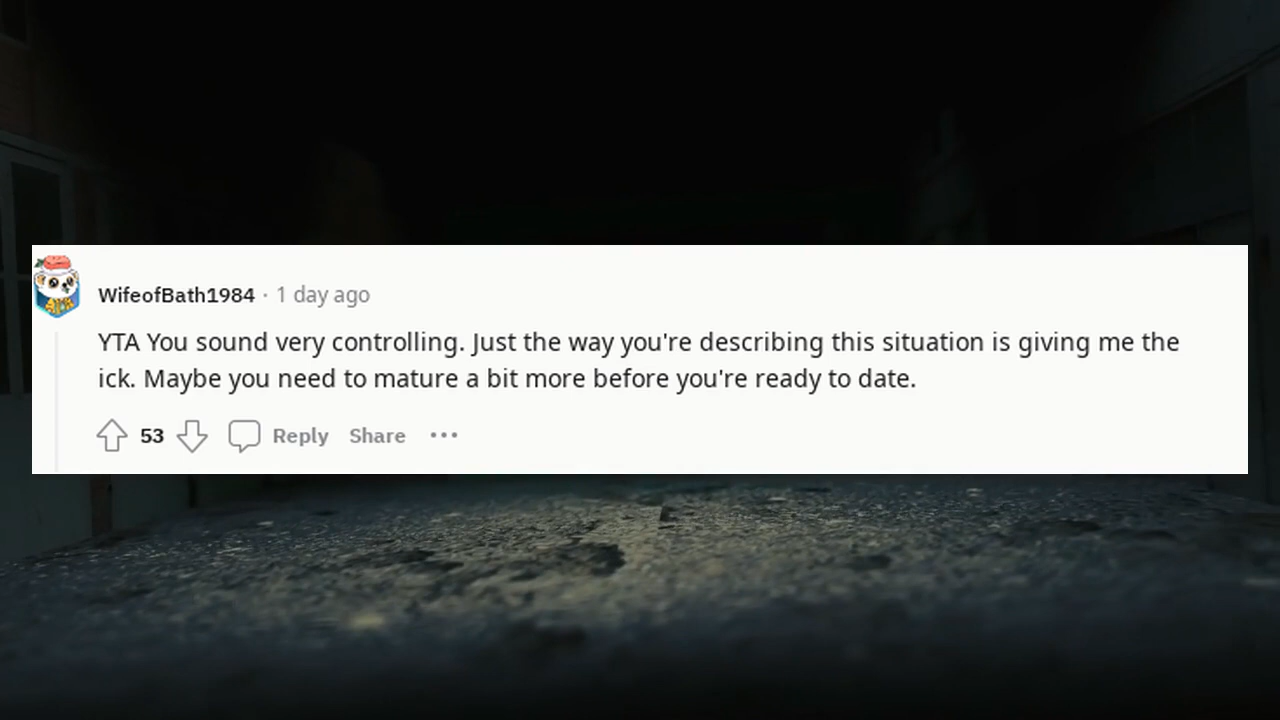 WifeofBath1984 · 1 day ago
YTA You sound very controlling. Just the way you're describing this situation is giving me the
ick. Maybe you need to mature a bit more before you're ready to date.
53 Reply Share •••